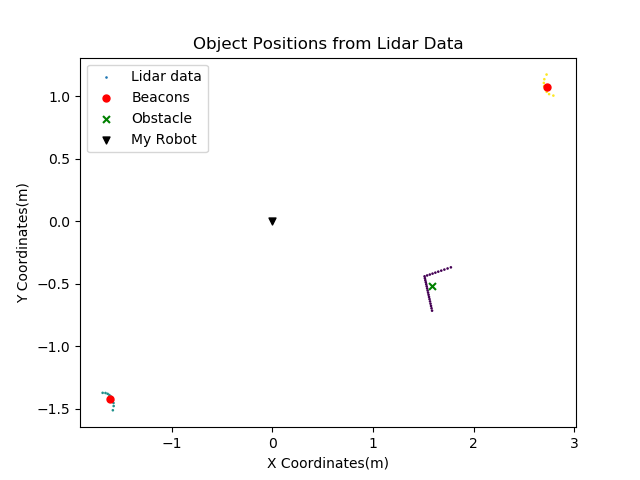 Object Positions from Lidar Data
Lidar data
Beacons
Obstacle
My Robot
1.0
0.5
0.0
−0.5
−1.0
−1.5
Y Coordinates(m)
−1
0
1
2
3
X Coordinates(m)